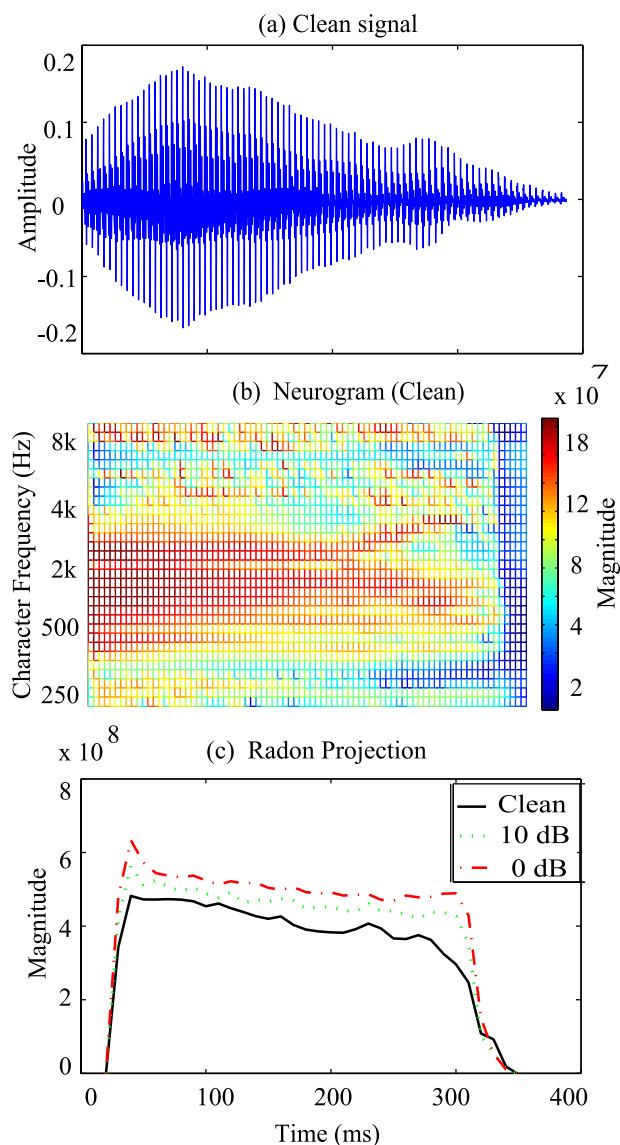 (a) Clean signal
0.2
0.1
0
-0.1
-0.2
Amplitude
(b) Neurogram (Clean)
x 10^7
8k
4k
2k
500
250
Character Frequency (Hz)
18
12
8
4
2
Magnitude
x 10^8
(c) Radon Projection
8
6
4
2
0
Magnitude
Clean
10 dB
0 dB
0 100 200 300 400
Time (ms)